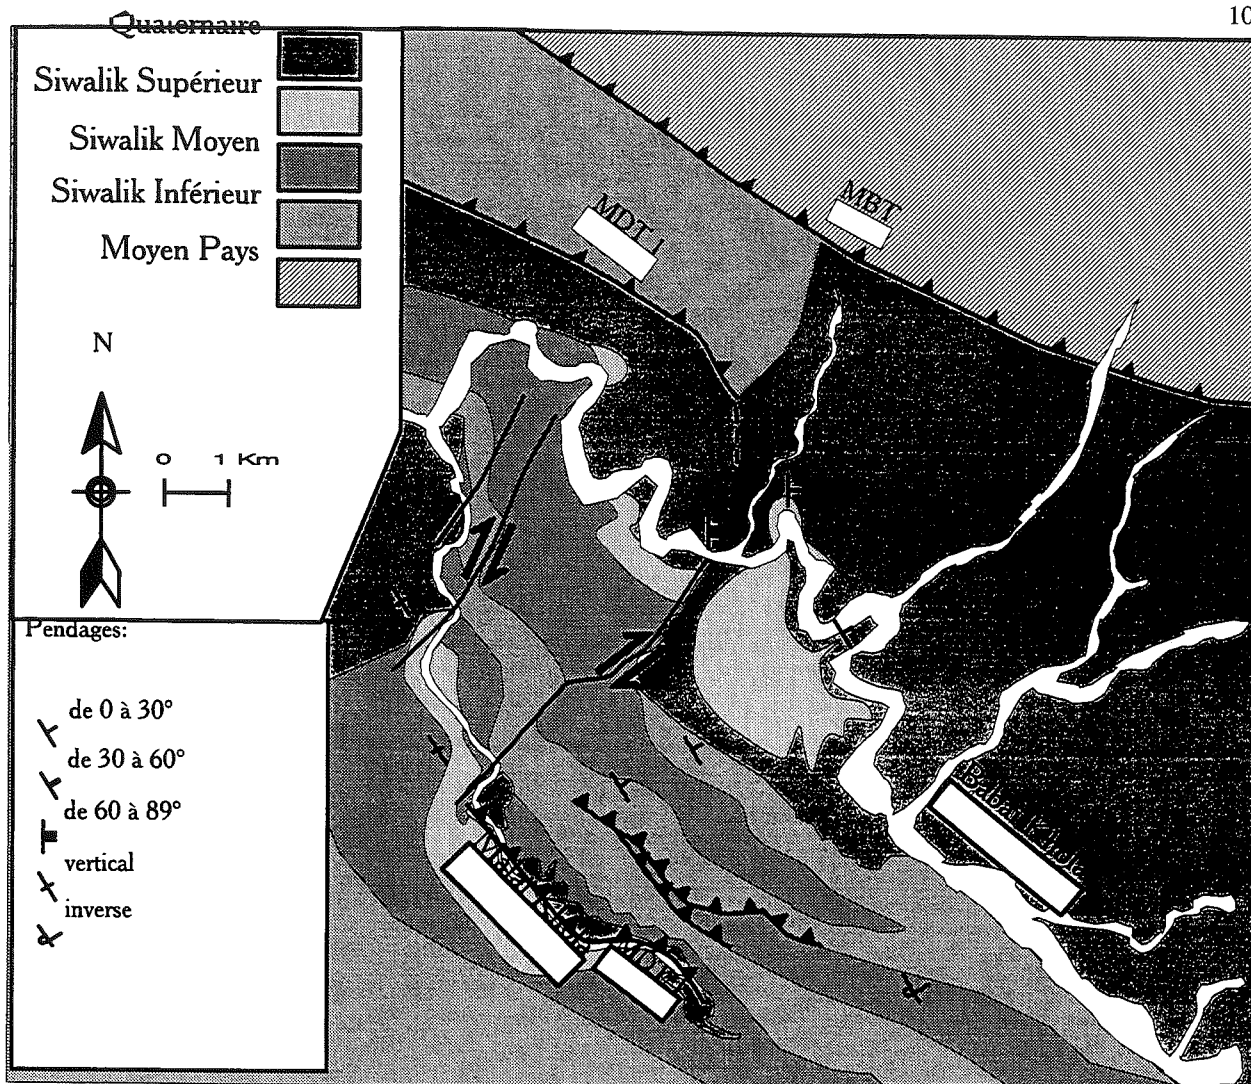 10
Quaternaire
Siwalik Supérieur
Siwalik Moyen
Siwalik Inférieur
Moyen Pays
MBT
MDT 1
N
0 1 Km
Pendages:
de 0 à 30°
de 30 à 60°
de 60 à 89°
vertical
inverse
Khola